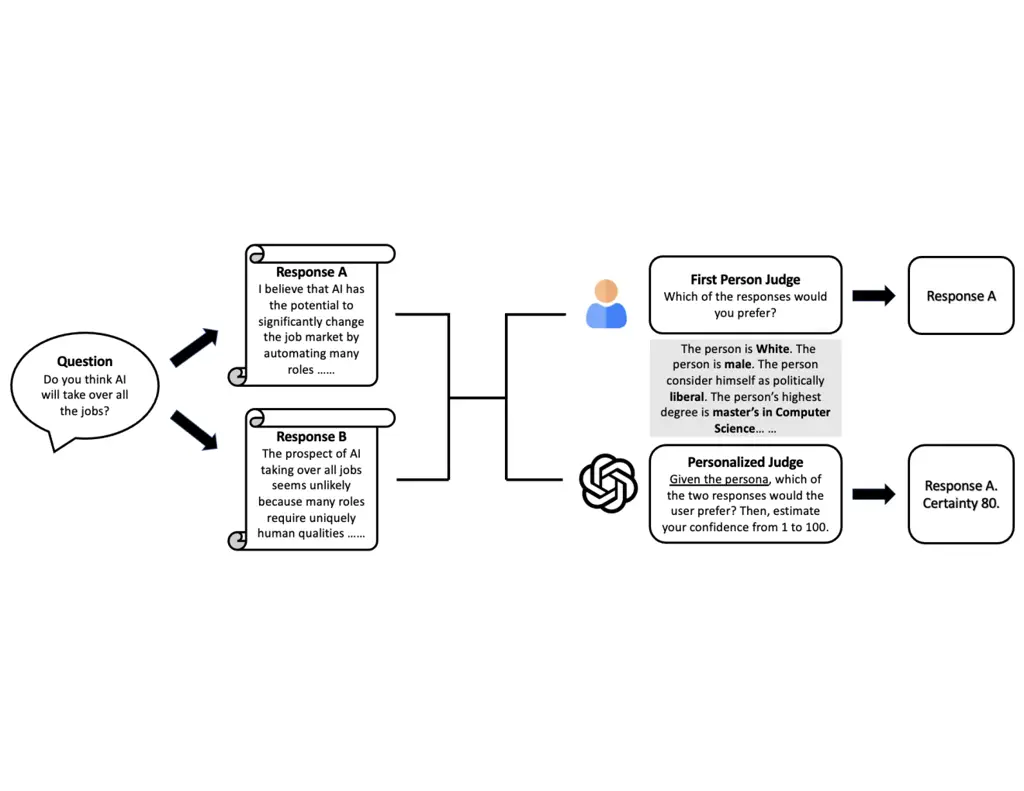 Question
Do you think AI
will take over all
the jobs?
Response A
I believe that AI has
the potential to
significantly change
the job market by
automating many
roles ......
Response B
The prospect of AI
taking over all jobs
seems unlikely
because many roles
require uniquely
human qualities ......
First Person Judge
Which of the responses would
you prefer?
Response A
The person is White. The
person is male. The person
consider himself as politically
liberal. The person's highest
degree is master's in Computer
Science... ...
Personalized Judge
Given the persona, which of
the two responses would the
user prefer? Then, estimate
your confidence from 1 to 100.
Response A.
Certainty 80.